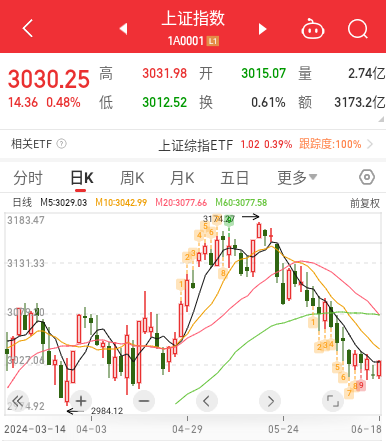 上证指数
1A0001 L1
3030.25 高 3031.98 开 3015.07 量 2.74亿
14.36 0.48% 低 3012.52 换 0.61% 额 3173.2亿
相关ETF ? 上证综指ETF 1.02 0.39% 跟踪度:100%
分时 日K 周K 月K 五日 更多
日线 M5:3029.03 M10:3042.99 M20:3077.66 M60:3077.58 前复权
3183.47
3174.27
3131.33
3027.06
2984.12
2024-03-14 04-03 04-29 05-24 06-18